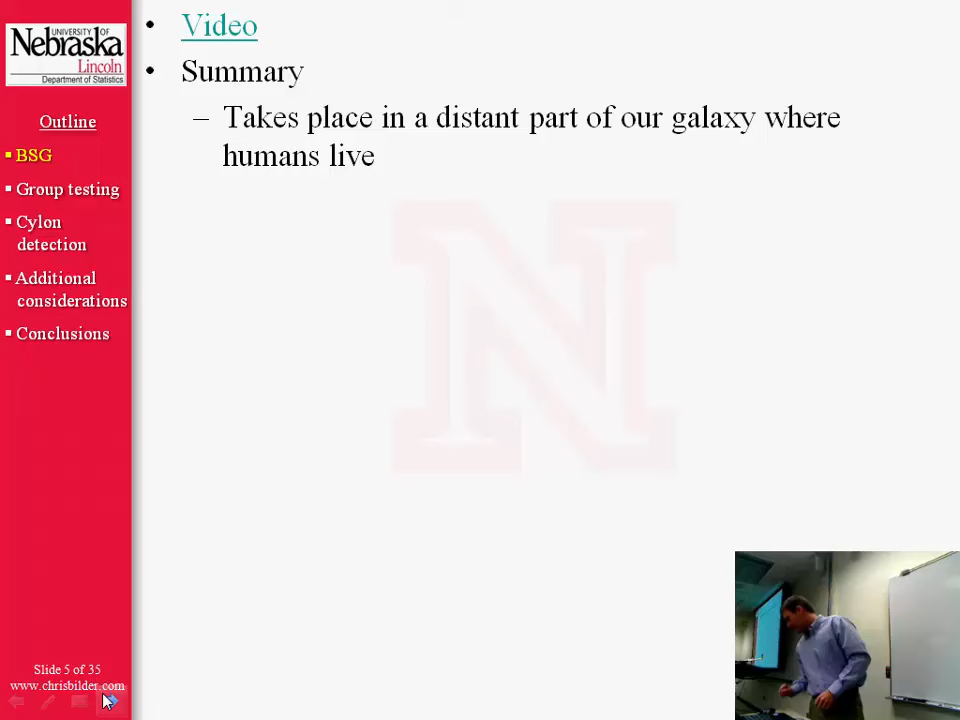 UNIVERSITY OF
Nebraska
Lincoln
Department of Statistics
Outline
BSG
Group testing
Cylon
detection
Additional
considerations
Conclusions
Slide 5 of 35
www.chrisbilder.com
• Video
• Summary
– Takes place in a distant part of our galaxy where
humans live
N